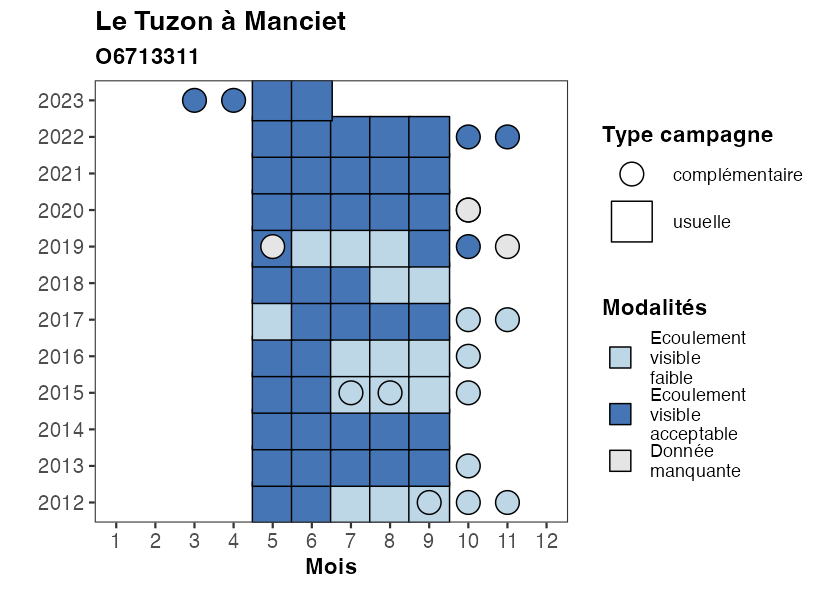 Le Tuzon à Manciet
O6713311
2023
2022
2021
2020
2019
2018
2017
2016
2015
2014
2013
2012
1 2 3 4 5 6 7 8 9 10 11 12
Mois
Type campagne
complémentaire
usuelle
Modalités
Ecoulement
visible
faible
Ecoulement
visible
acceptable
Donnée
manquante